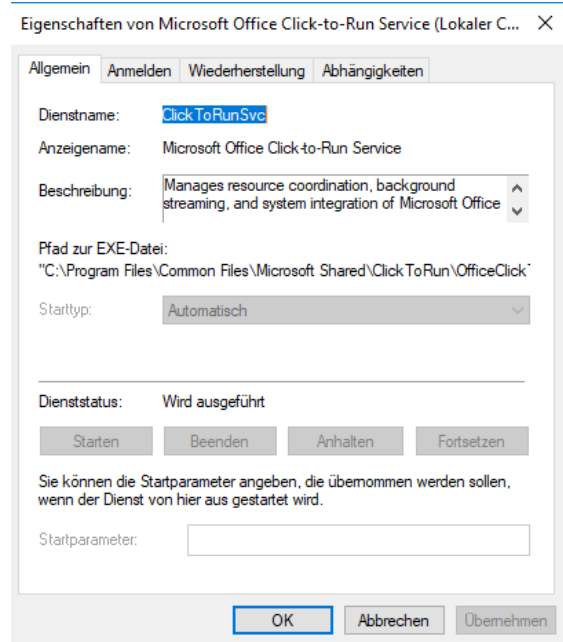 Eigenschaften von Microsoft Office Click-to-Run Service (Lokaler C...
Allgemein Anmelden Wiederherstellung Abhängigkeiten
Dienstname: ClickToRunSvc
Anzeigename: Microsoft Office Click-to-Run Service
Beschreibung: Manages resource coordination, background
streaming, and system integration of Microsoft Office
Pfad zur EXE-Datei:
"C:\Program Files\Common Files\Microsoft Shared\ClickToRun\OfficeClick
Starttyp: Automatisch
Dienststatus: Wird ausgeführt
Starten Beenden Anhalten Fortsetzen
Sie können die Startparameter angeben, die übernommen werden sollen,
wenn der Dienst von hier aus gestartet wird.
Startparameter:
OK Abbrechen Übernehmen